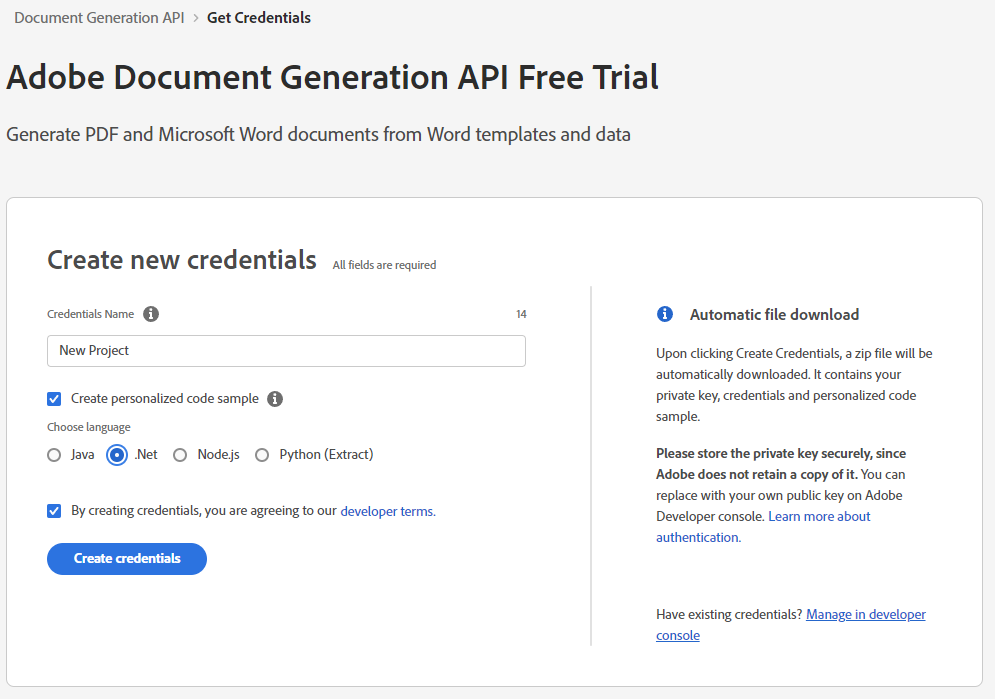 Document Generation API > Get Credentials
Adobe Document Generation API Free Trial
Generate PDF and Microsoft Word documents from Word templates and data
Create new credentials All fields are required
Credentials Name 14
New Project
Create personalized code sample
Choose language
Java .Net Node.js Python (Extract)
By creating credentials, you are agreeing to our developer terms.
Create credentials
Automatic file download
Upon clicking Create Credentials, a zip file will be
automatically downloaded. It contains your
private key, credentials and personalized code
sample.
Please store the private key securely, since
Adobe does not retain a copy of it. You can
replace with your own public key on Adobe
Developer console. Learn more about
authentication.
Have existing credentials? Manage in developer
console